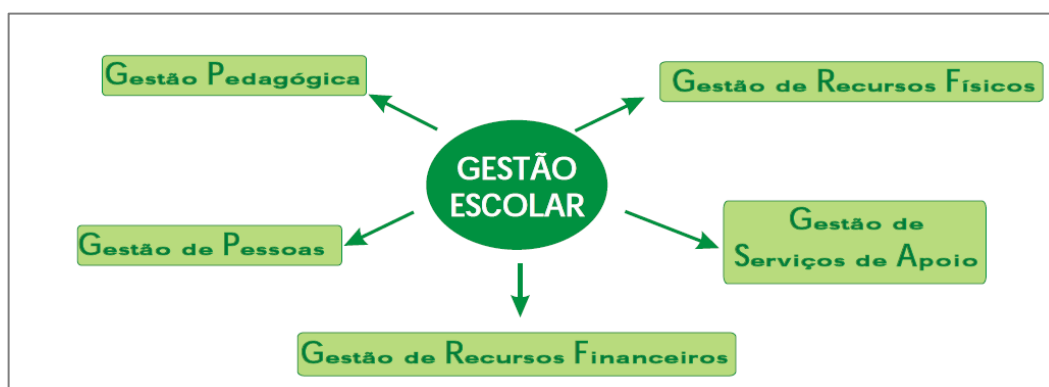 Gestão Pedagógica
Gestão de Recursos Físicos
GESTÃO
ESCOLAR
Gestão de Pessoas
Gestão de
Serviços de Apoio
Gestão de Recursos Financeiros